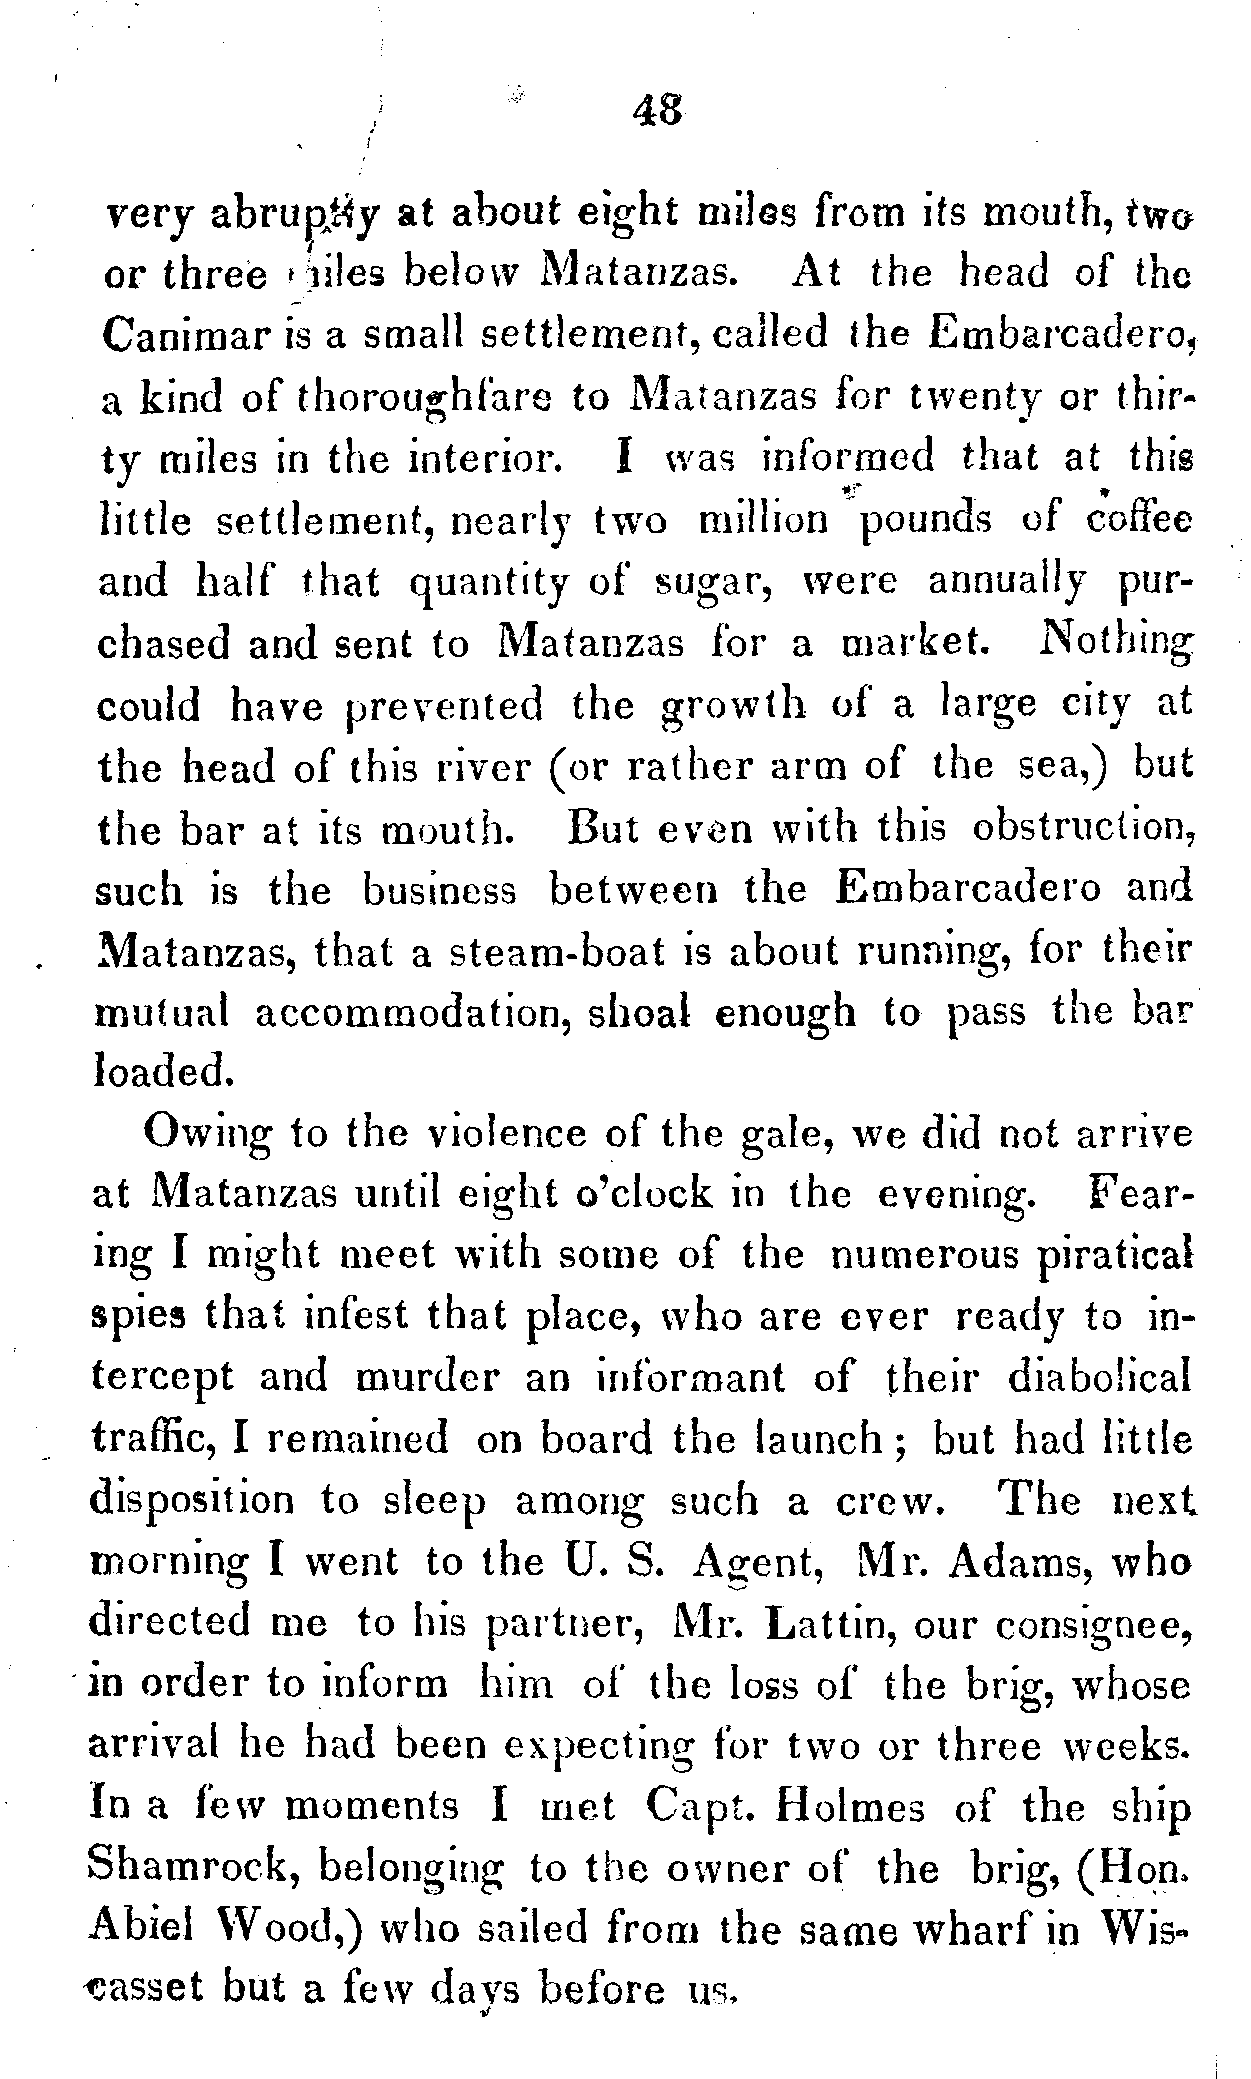 48
very abruptly at about eight miles from its mouth, two
or three miles below Matanzas. At the head of the
Canimar is a small settlement, called the Embarcadero,
a kind of thoroughfare to Matanzas for twenty or thir-
ty miles in the interior. I was informed that at this
little settlement, nearly two million pounds of coffee
and half that quantity of sugar, were annually pur-
chased and sent to Matanzas for a market. Nothing
could have prevented the growth of a large city at
the head of this river (or rather arm of the sea,) but
the bar at its mouth. But even with this obstruction,
such is the business between the Embarcadero and
Matanzas, that a steam-boat is about running, for their
mutual accommodation, shoal enough to pass the bar
loaded.
Owing to the violence of the gale, we did not arrive
at Matanzas until eight o'clock in the evening. Fear-
ing I might meet with some of the numerous piratical
spies that infest that place, who are ever ready to in-
tercept and murder an informant of their diabolical
traffic, I remained on board the launch; but had little
disposition to sleep among such a crew. The next
morning I went to the U. S. Agent, Mr. Adams, who
directed me to his partner, Mr. Lattin, our consignee,
in order to inform him of the loss of the brig, whose
arrival he had been expecting for two or three weeks.
In a few moments I met Capt. Holmes of the ship
Shamrock, belonging to the owner of the brig, (Hon.
Abiel Wood,) who sailed from the same wharf in Wis-
casset but a few days before us.